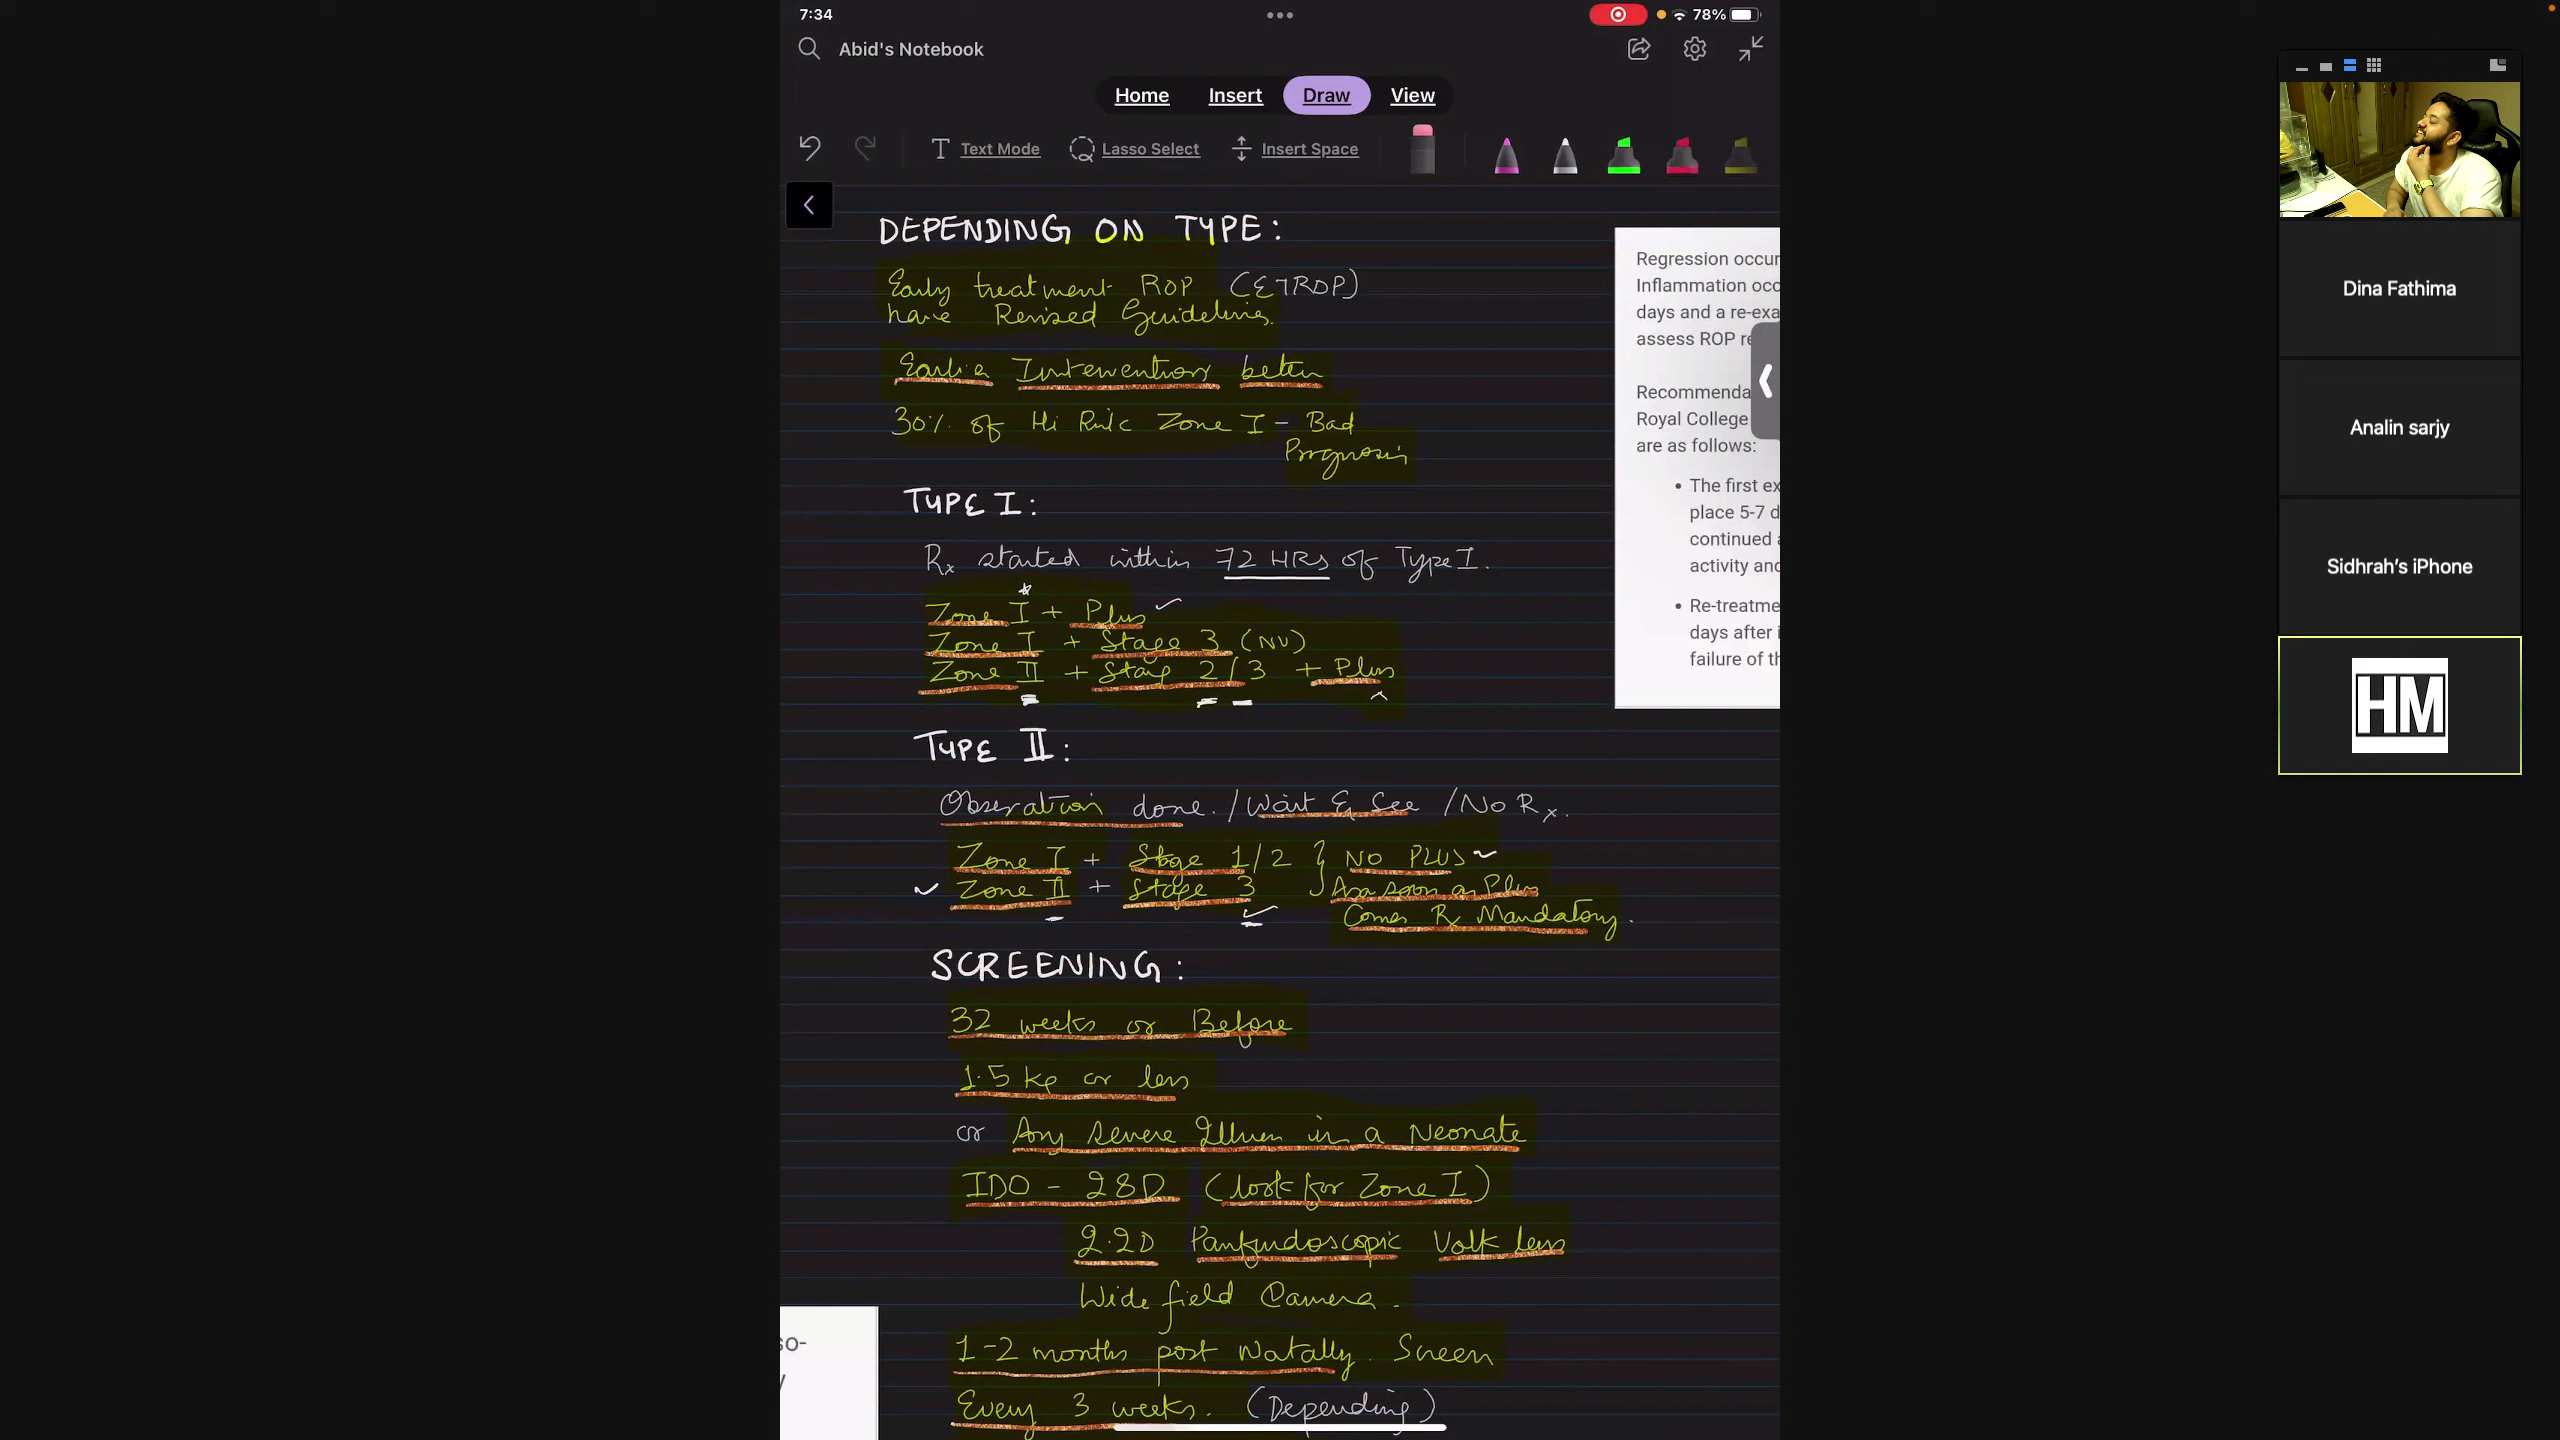 7:34
78%
Abid's Notebook
Home Insert Draw View
Text Mode Lasso Select Insert Space
DEPENDING ON TYPE:
Early treatment ROP (ETROP)
have Revised Guidelines.
Earlier Intervention better
30% of Hi Risk Zone I - Bad
Prognosis
TYPE I:
Rx started within 72 HRs of Type I.
Zone I + Plus
Zone I + Stage 3 (NV)
Zone II + Stage 2/3 + Plus
TYPE II:
Observation done. / Wait & See / No Rx.
Zone I + Stage 1/2 } NO PLUS
Zone II + Stage 3 As soon as Plus
Comes Rx Mandatory.
SCREENING:
32 weeks or Before
1.5 kg or less
or Any severe Illness in a Neonate
IDO - 28D (look for Zone I)
2.2D Panfundoscopic Volk lens
Wide field Camera.
1-2 months post Natally. Screen
Every 3 weeks. (Depending)
Regression occur
Inflammation occ
days and a re-exa
assess ROP re
Recommenda
Royal College
are as follows:
• The first ex
place 5-7 d
continued a
activity and
• Re-treatme
days after i
failure of th
so-
Dina Fathima
Analin sarjy
Sidhrah's iPhone
HM